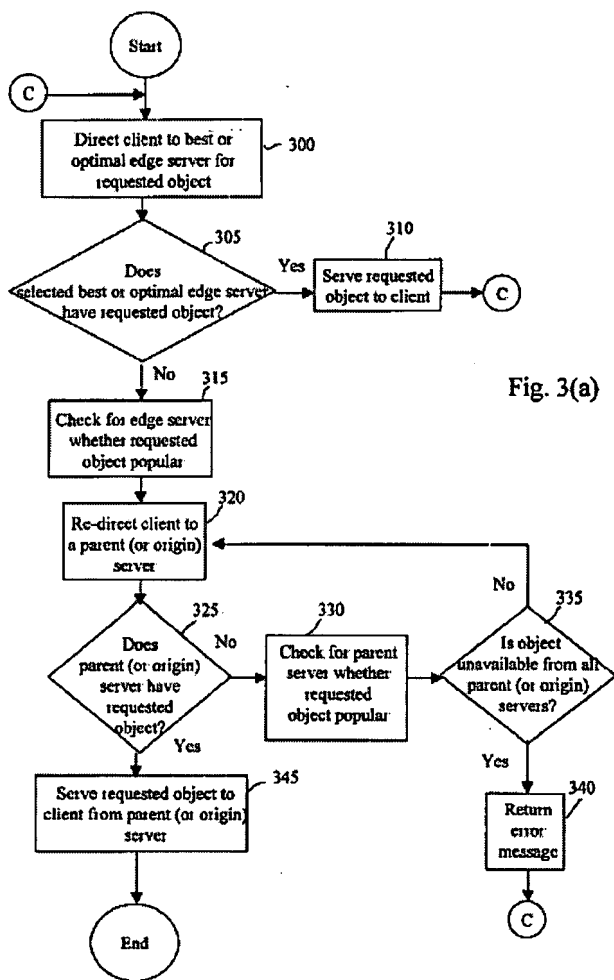 Start
C
Direct client to best or
optimal edge server for
requested object
300
305
Does
selected best or optimal edge server
have requested object?
Yes
310
Serve requested
object to client
C
No
Fig. 3(a)
315
Check for edge server
whether requested
object popular
320
Re-direct client to
a parent (or origin)
server
No
325
Does
parent (or origin)
server have
requested
object?
No
330
Check for parent
server whether
requested
object popular
335
Is object
unavailable from all
parent (or origin)
servers?
Yes
345
Serve requested object to
client from parent (or origin)
server
Yes
340
Return
error
message
C
End